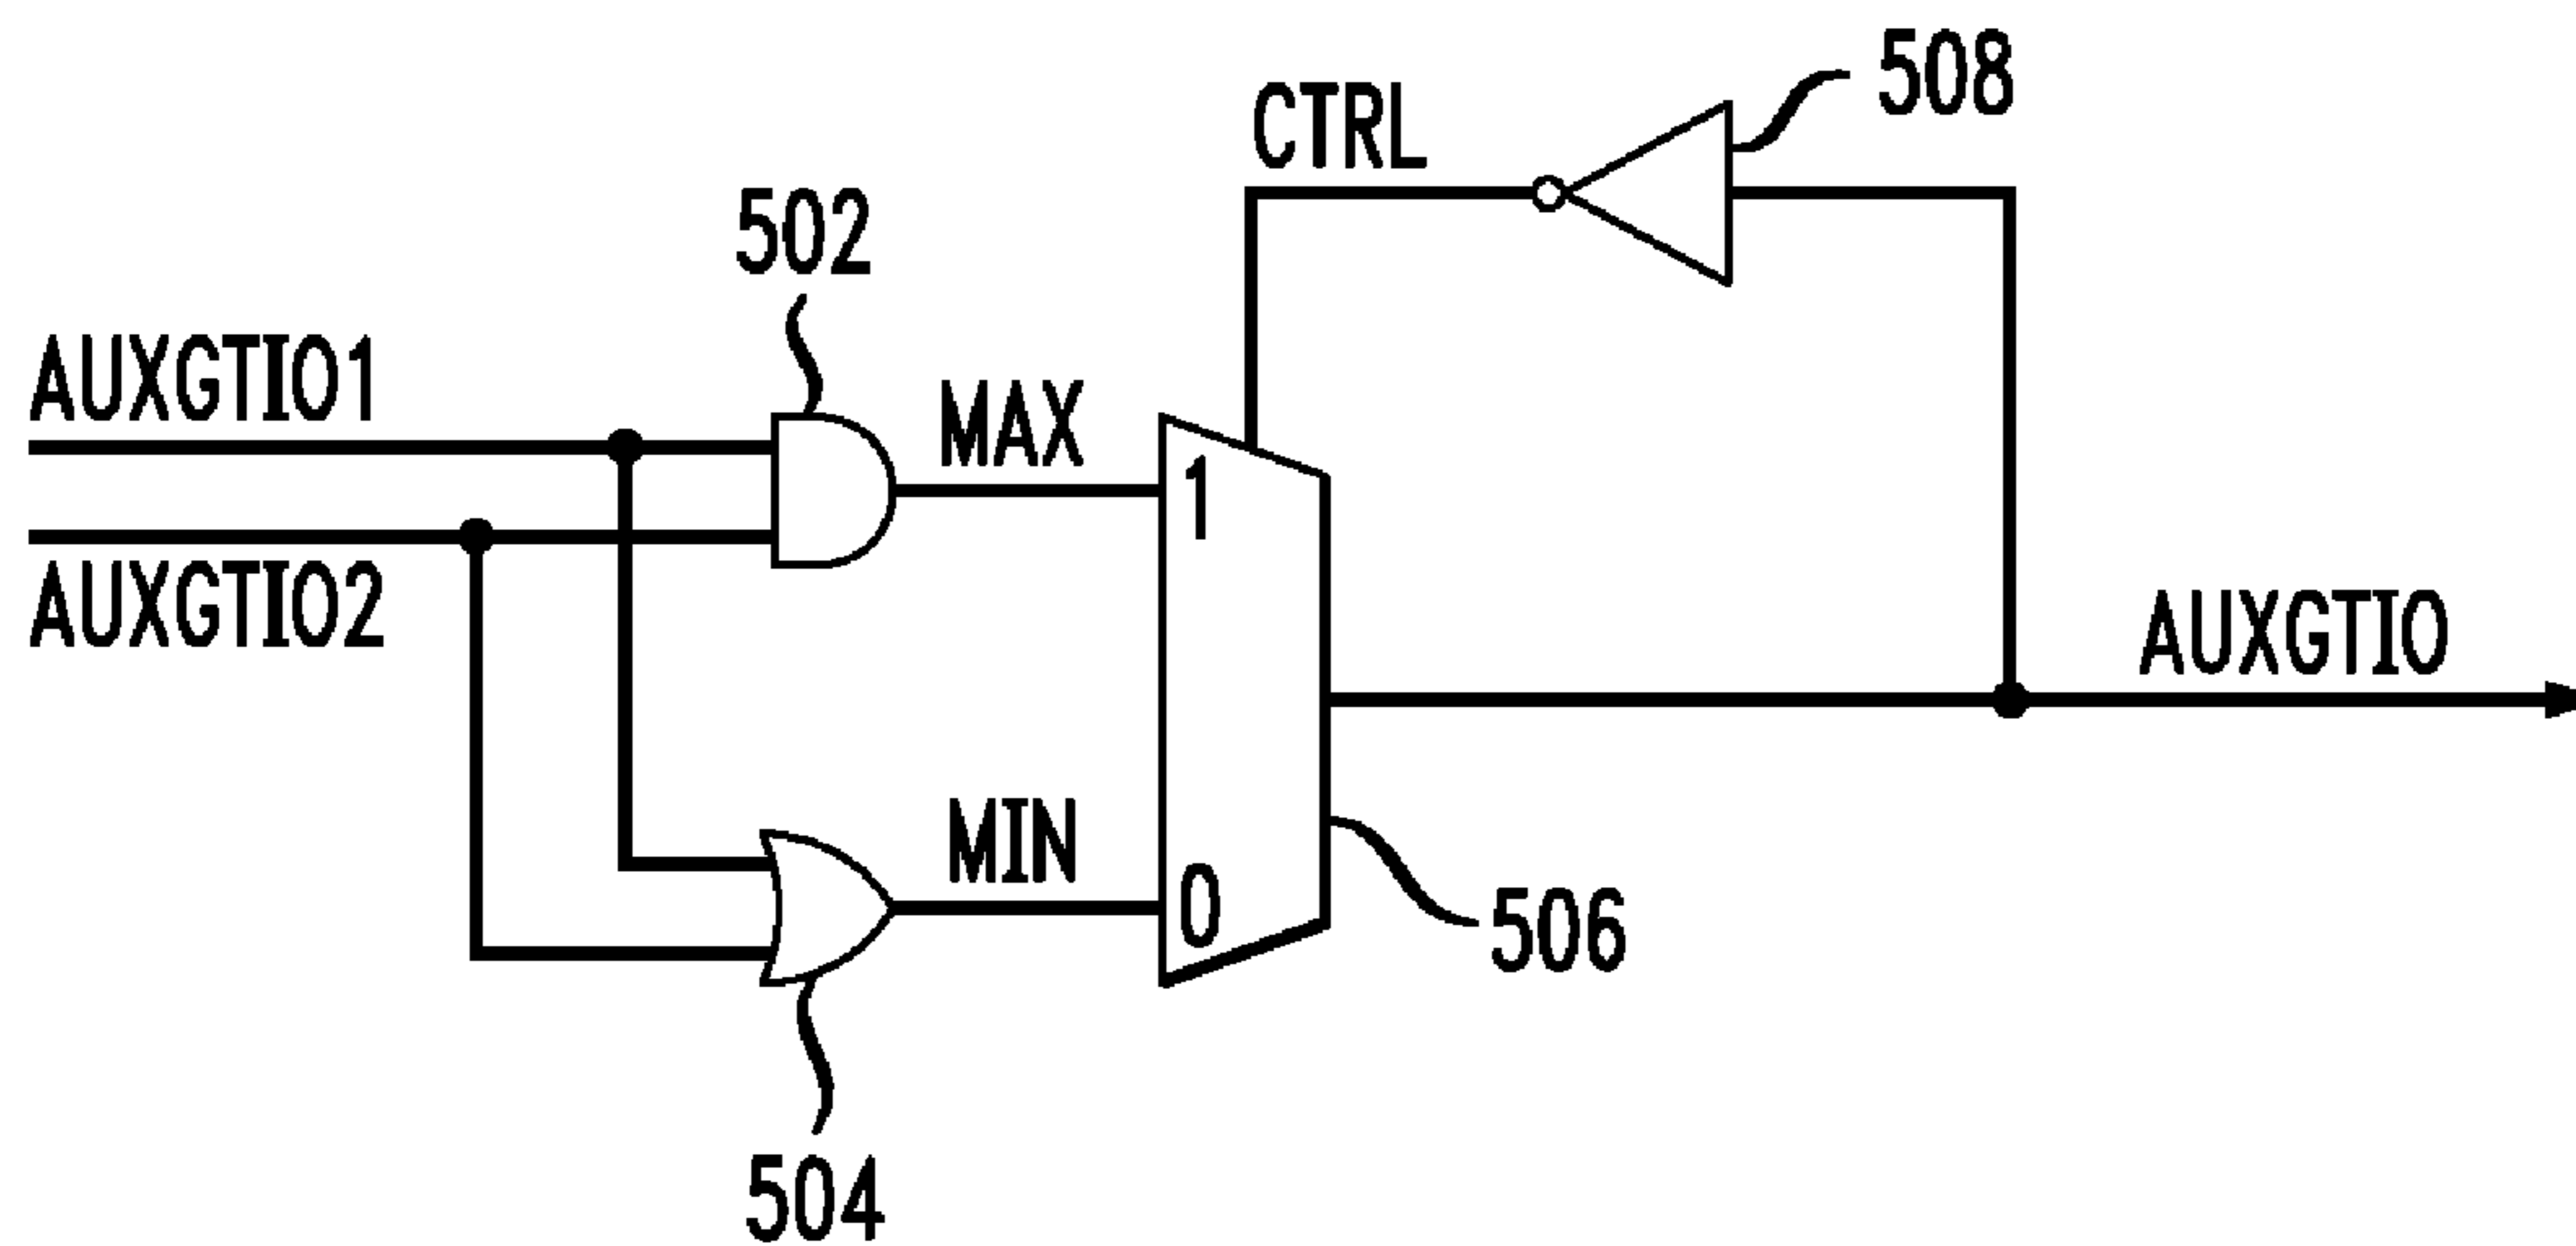 508
CTRL
502
AUXGTIO1
MAX
1
AUXGTIO2
AUXGTIO
MIN
0
506
504